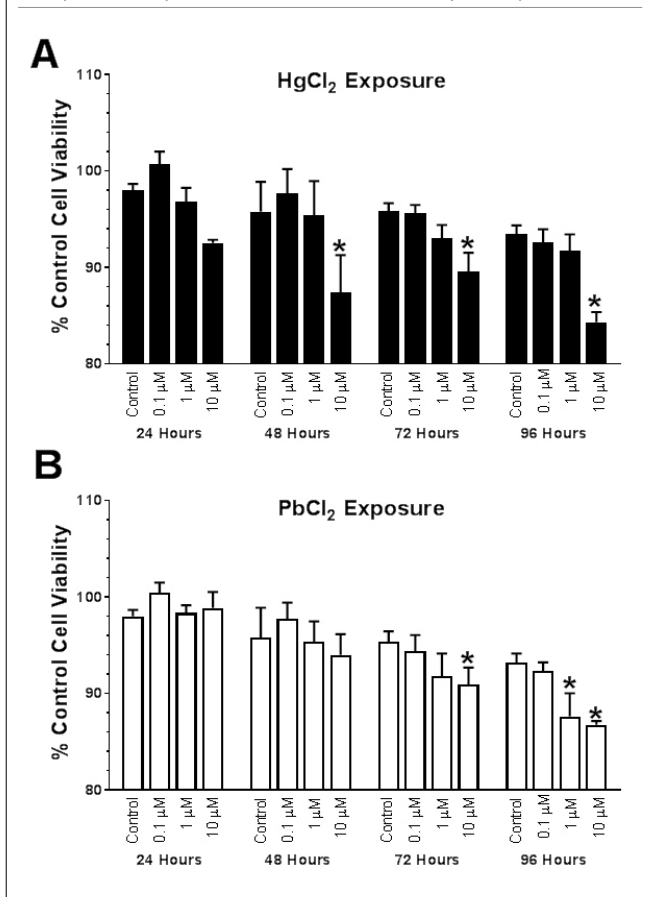 A
HgCl₂ Exposure
% Control Cell Viability
110
100
90
80
*
*
*
Control 0.1 μM 1 μM 10 μM Control 0.1 μM 1 μM 10 μM Control 0.1 μM 1 μM 10 μM Control 0.1 μM 1 μM 10 μM
24 Hours 48 Hours 72 Hours 96 Hours
B
PbCl₂ Exposure
% Control Cell Viability
110
100
90
80
*
*
*
Control 0.1 μM 1 μM 10 μM Control 0.1 μM 1 μM 10 μM Control 0.1 μM 1 μM 10 μM Control 0.1 μM 1 μM 10 μM
24 Hours 48 Hours 72 Hours 96 Hours